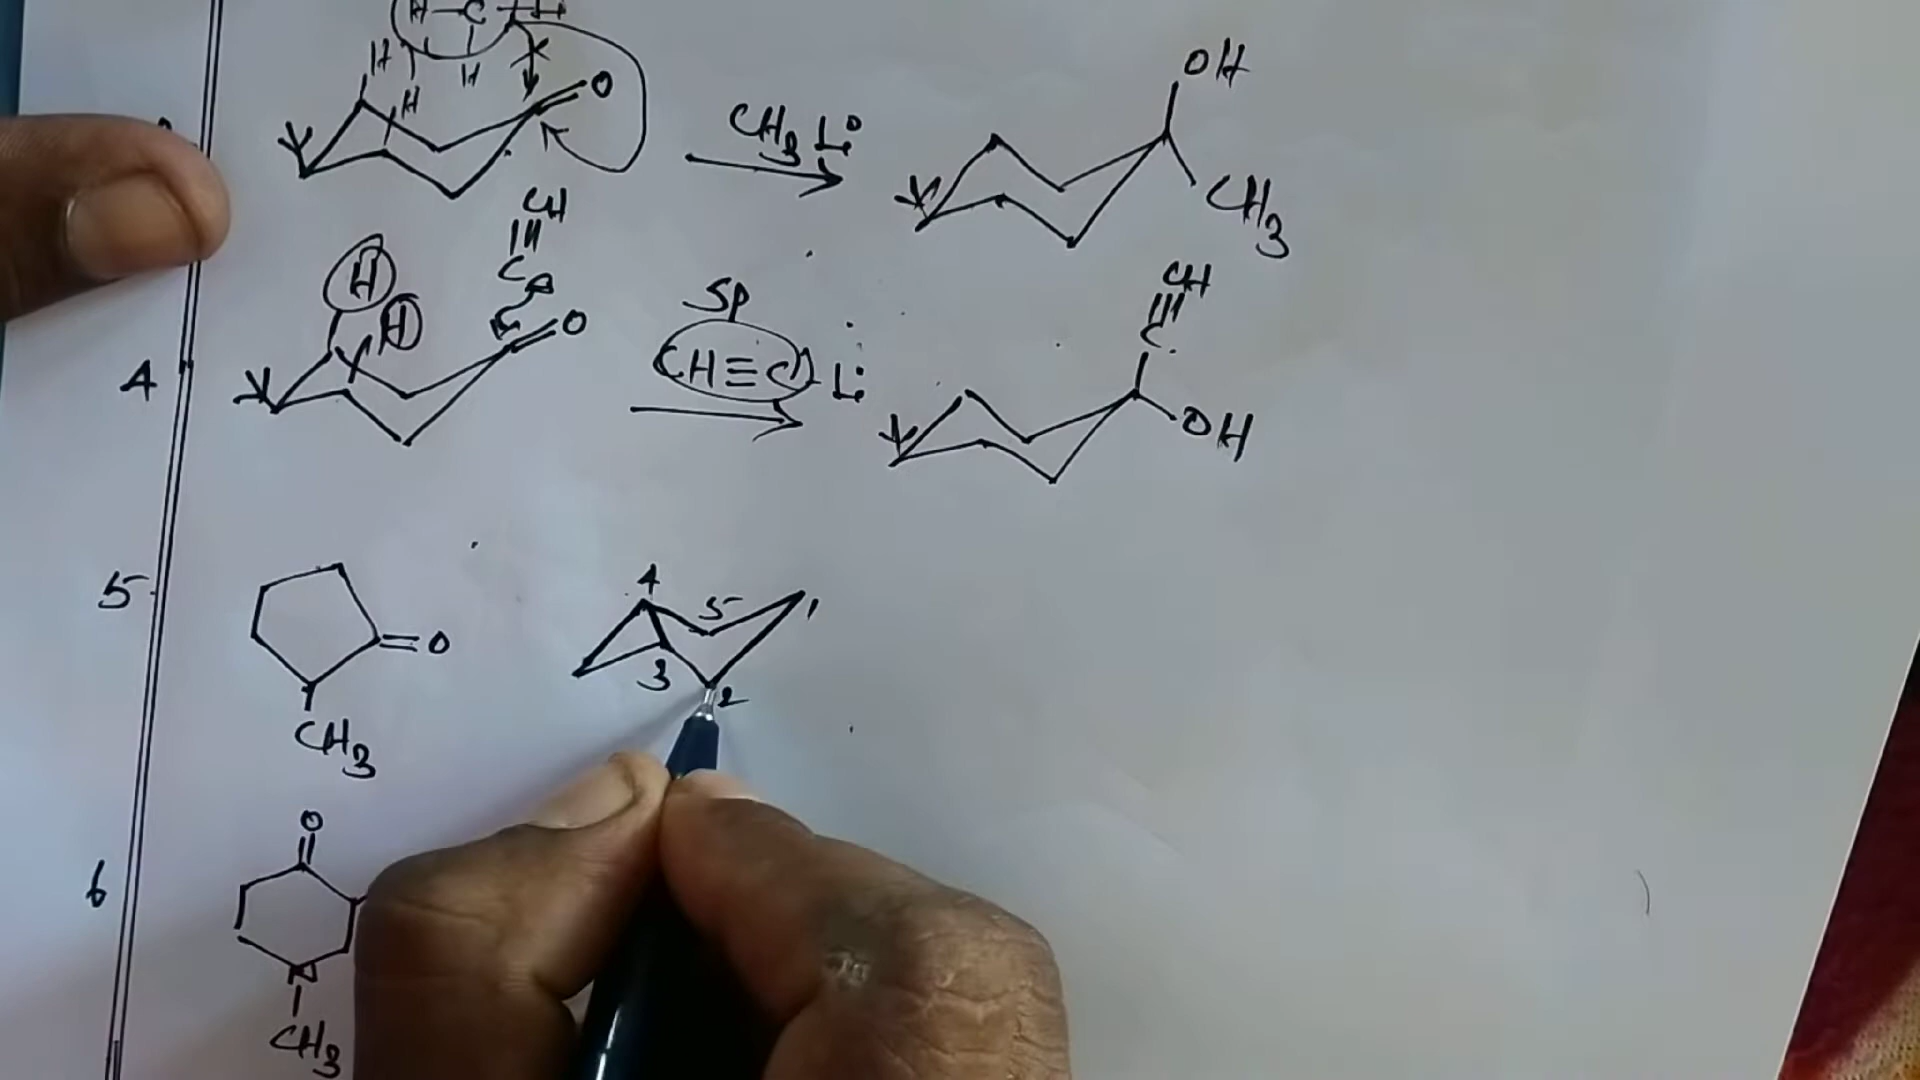 H-C-Li
H H H O
H
CH3Li
OH
CH3
CH
C
H H O
Sp
4 CH≡C-Li
CH
C
OH
5 O
CH3
4 5 1
3 2
6 O
N
CH3